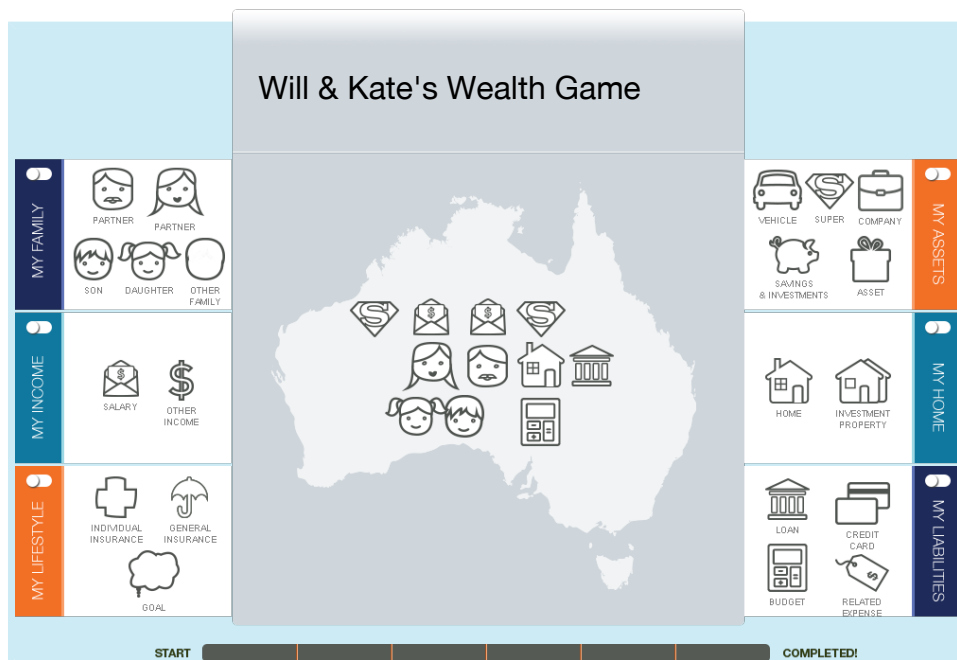 Will & Kate's Wealth Game
MY FAMILY
PARTNER
PARTNER
SON
DAUGHTER
OTHER
FAMILY
MY INCOME
$
SALARY
$
OTHER
INCOME
MY LIFESTYLE
INDIVIDUAL
INSURANCE
GENERAL
INSURANCE
GOAL
S
$
$
S
VEHICLE
S
SUPER
COMPANY
SAVINGS
& INVESTMENTS
ASSET
MY ASSETS
HOME
INVESTMENT
PROPERTY
MY HOME
LOAN
CREDIT
CARD
BUDGET
$
RELATED
EXPENSE
MY LIABILITIES
START
COMPLETED!